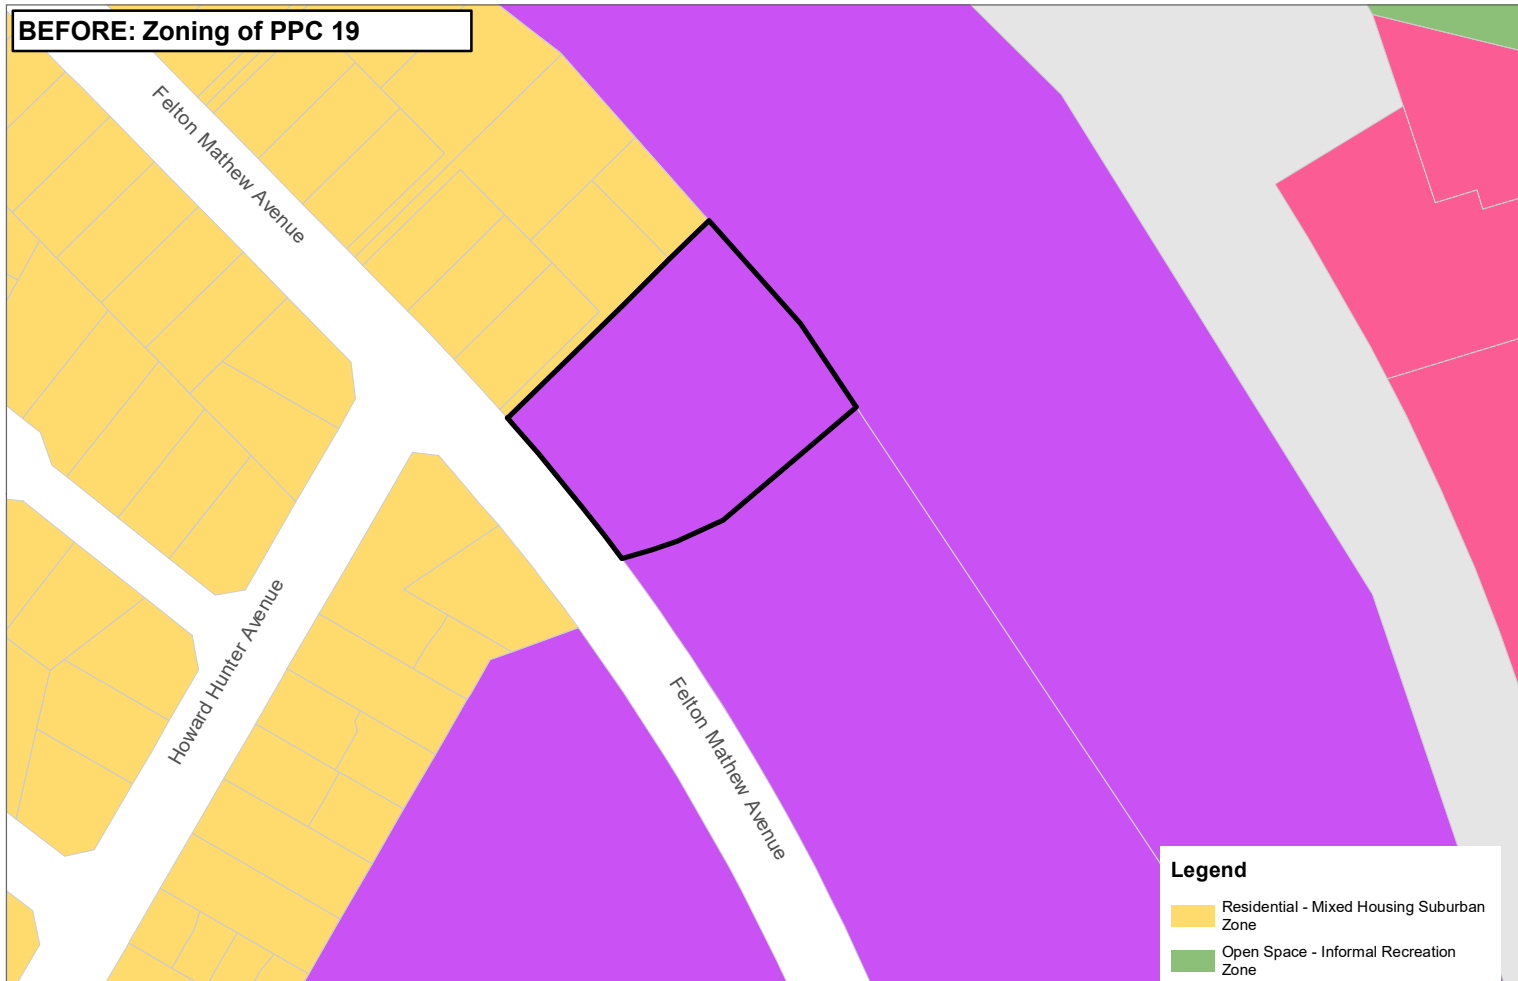 BEFORE: Zoning of PPC 19
Felton Mathew Avenue
Howard Hunter Avenue
Felton Mathew Avenue
Legend
Residential - Mixed Housing Suburban
Zone
Open Space - Informal Recreation
Zone